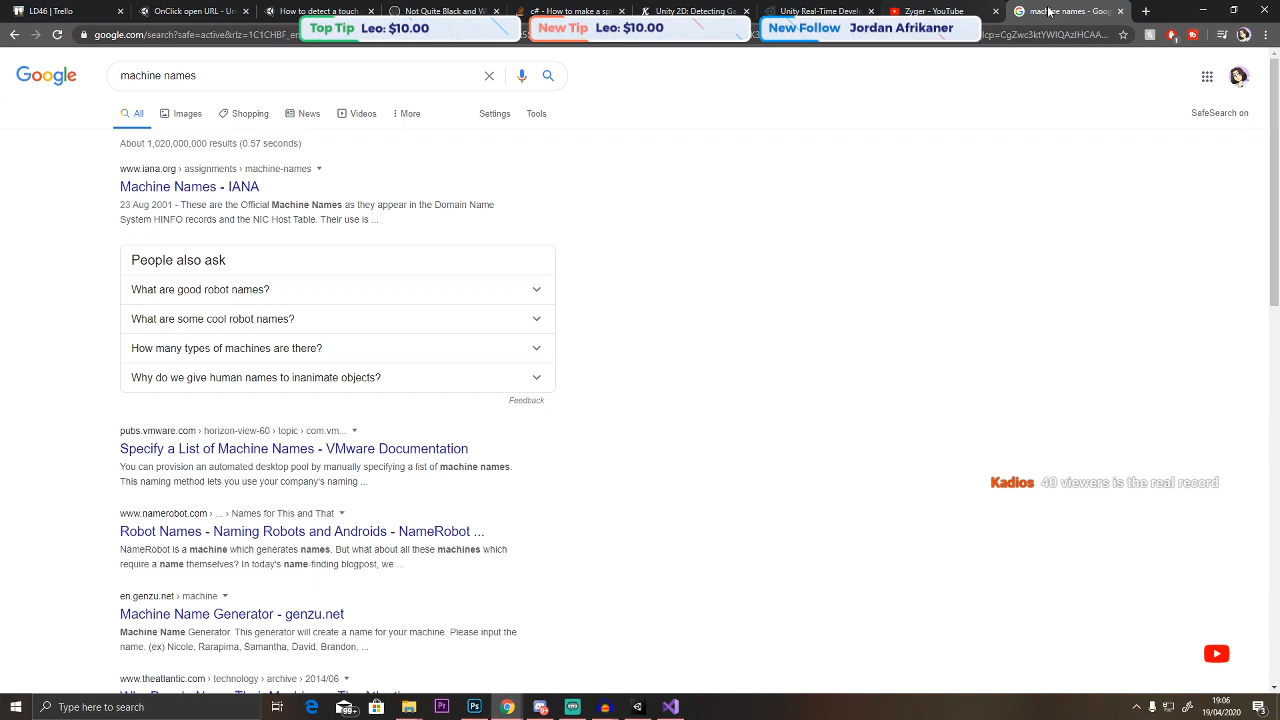 LD46 | T
American UBE - U
How to detect a touch
Not Quite Black and W
c# - How to make a sp
Unity 2D: Detecting G
Unity Real-Time Devel
Zyger - YouTube
machine names - Goo
Top Tip Leo: $10.00
New Tip Leo: $10.00
New Follow Jordan Afrikaner
Google
machine names
All
Images
Shopping
News
Videos
More
Settings
Tools
SafeSearch on
About 1,020,000,000 results (0.57 seconds)
www.iana.org › assignments › machine-names
Machine Names - IANA
23 Aug 2001 - These are the Official Machine Names as they appear in the Domain Name
System HINFO records and the NIC Host Table. Their use is ...
People also ask
What are good robot names?
What are some cool robot names?
How many types of machines are there?
Why do we give human names to inanimate objects?
Feedback
pubs.vmware.com › horizon-view-60 › topic › com.vm...
Specify a List of Machine Names - VMware Documentation
You can provision an automated desktop pool by manually specifying a list of machine names.
This naming method lets you use your company's naming ...
Kadios 40 viewers is the real record
www.namerobot.com › ... › Names for This and That
Robot Names - Naming Robots and Androids - NameRobot ...
NameRobot is a machine which generates names. But what about all these machines which
require a name themselves? In today's name-finding blogpost, we ...
en.genzu.net › machine
Machine Name Generator - genzu.net
Machine Name Generator. This generator will create a name for your machine. Please input the
name. (ex) Nicole, Rarapima, Samantha, David, Brandon, ...
www.theatlantic.com › technology › archive › 2014/06
Type here to search
19:06
19/04/2020